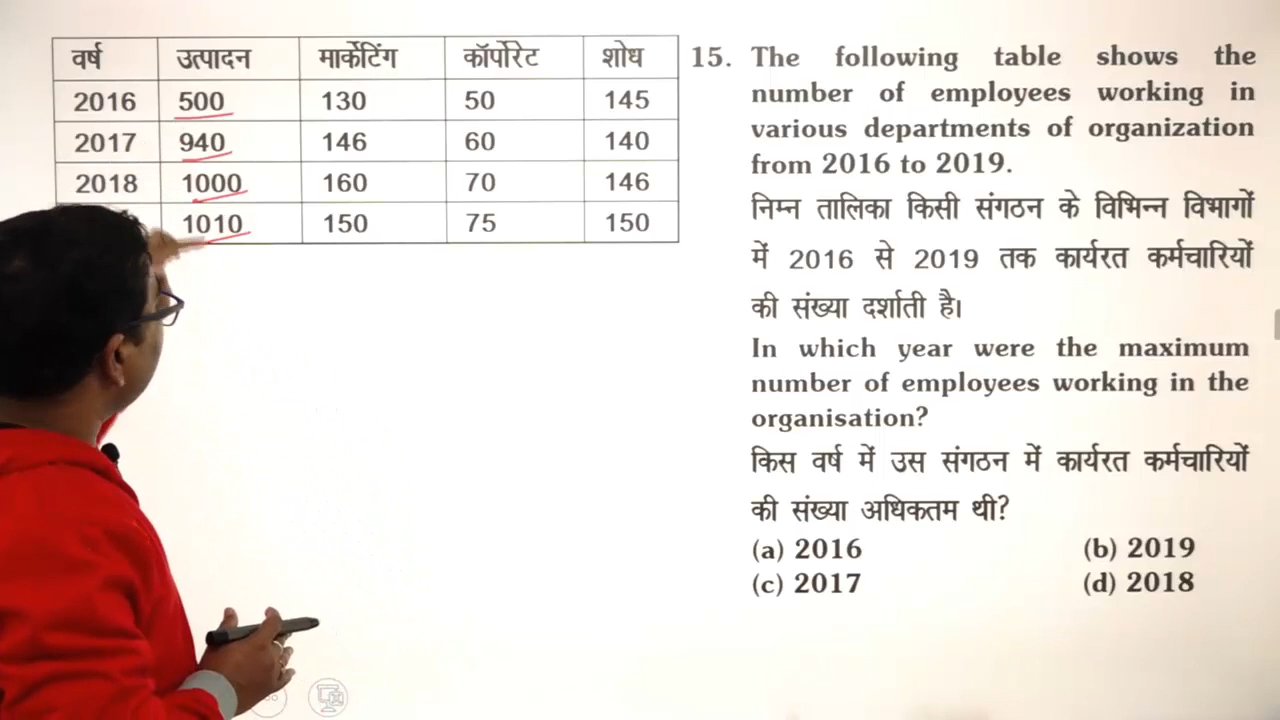 वर्ष उत्पादन मार्केटिंग कॉर्पोरेट शोध
2016 500 130 50 145
2017 940 146 60 140
2018 1000 160 70 146
1010 150 75 150
15. The following table shows the
number of employees working in
various departments of organization
from 2016 to 2019.
निम्न तालिका किसी संगठन के विभिन्न विभागों
में 2016 से 2019 तक कार्यरत कर्मचारियों
की संख्या दर्शाती है।
In which year were the maximum
number of employees working in the
organisation?
किस वर्ष में उस संगठन में कार्यरत कर्मचारियों
की संख्या अधिकतम थी?
(a) 2016 (b) 2019
(c) 2017 (d) 2018